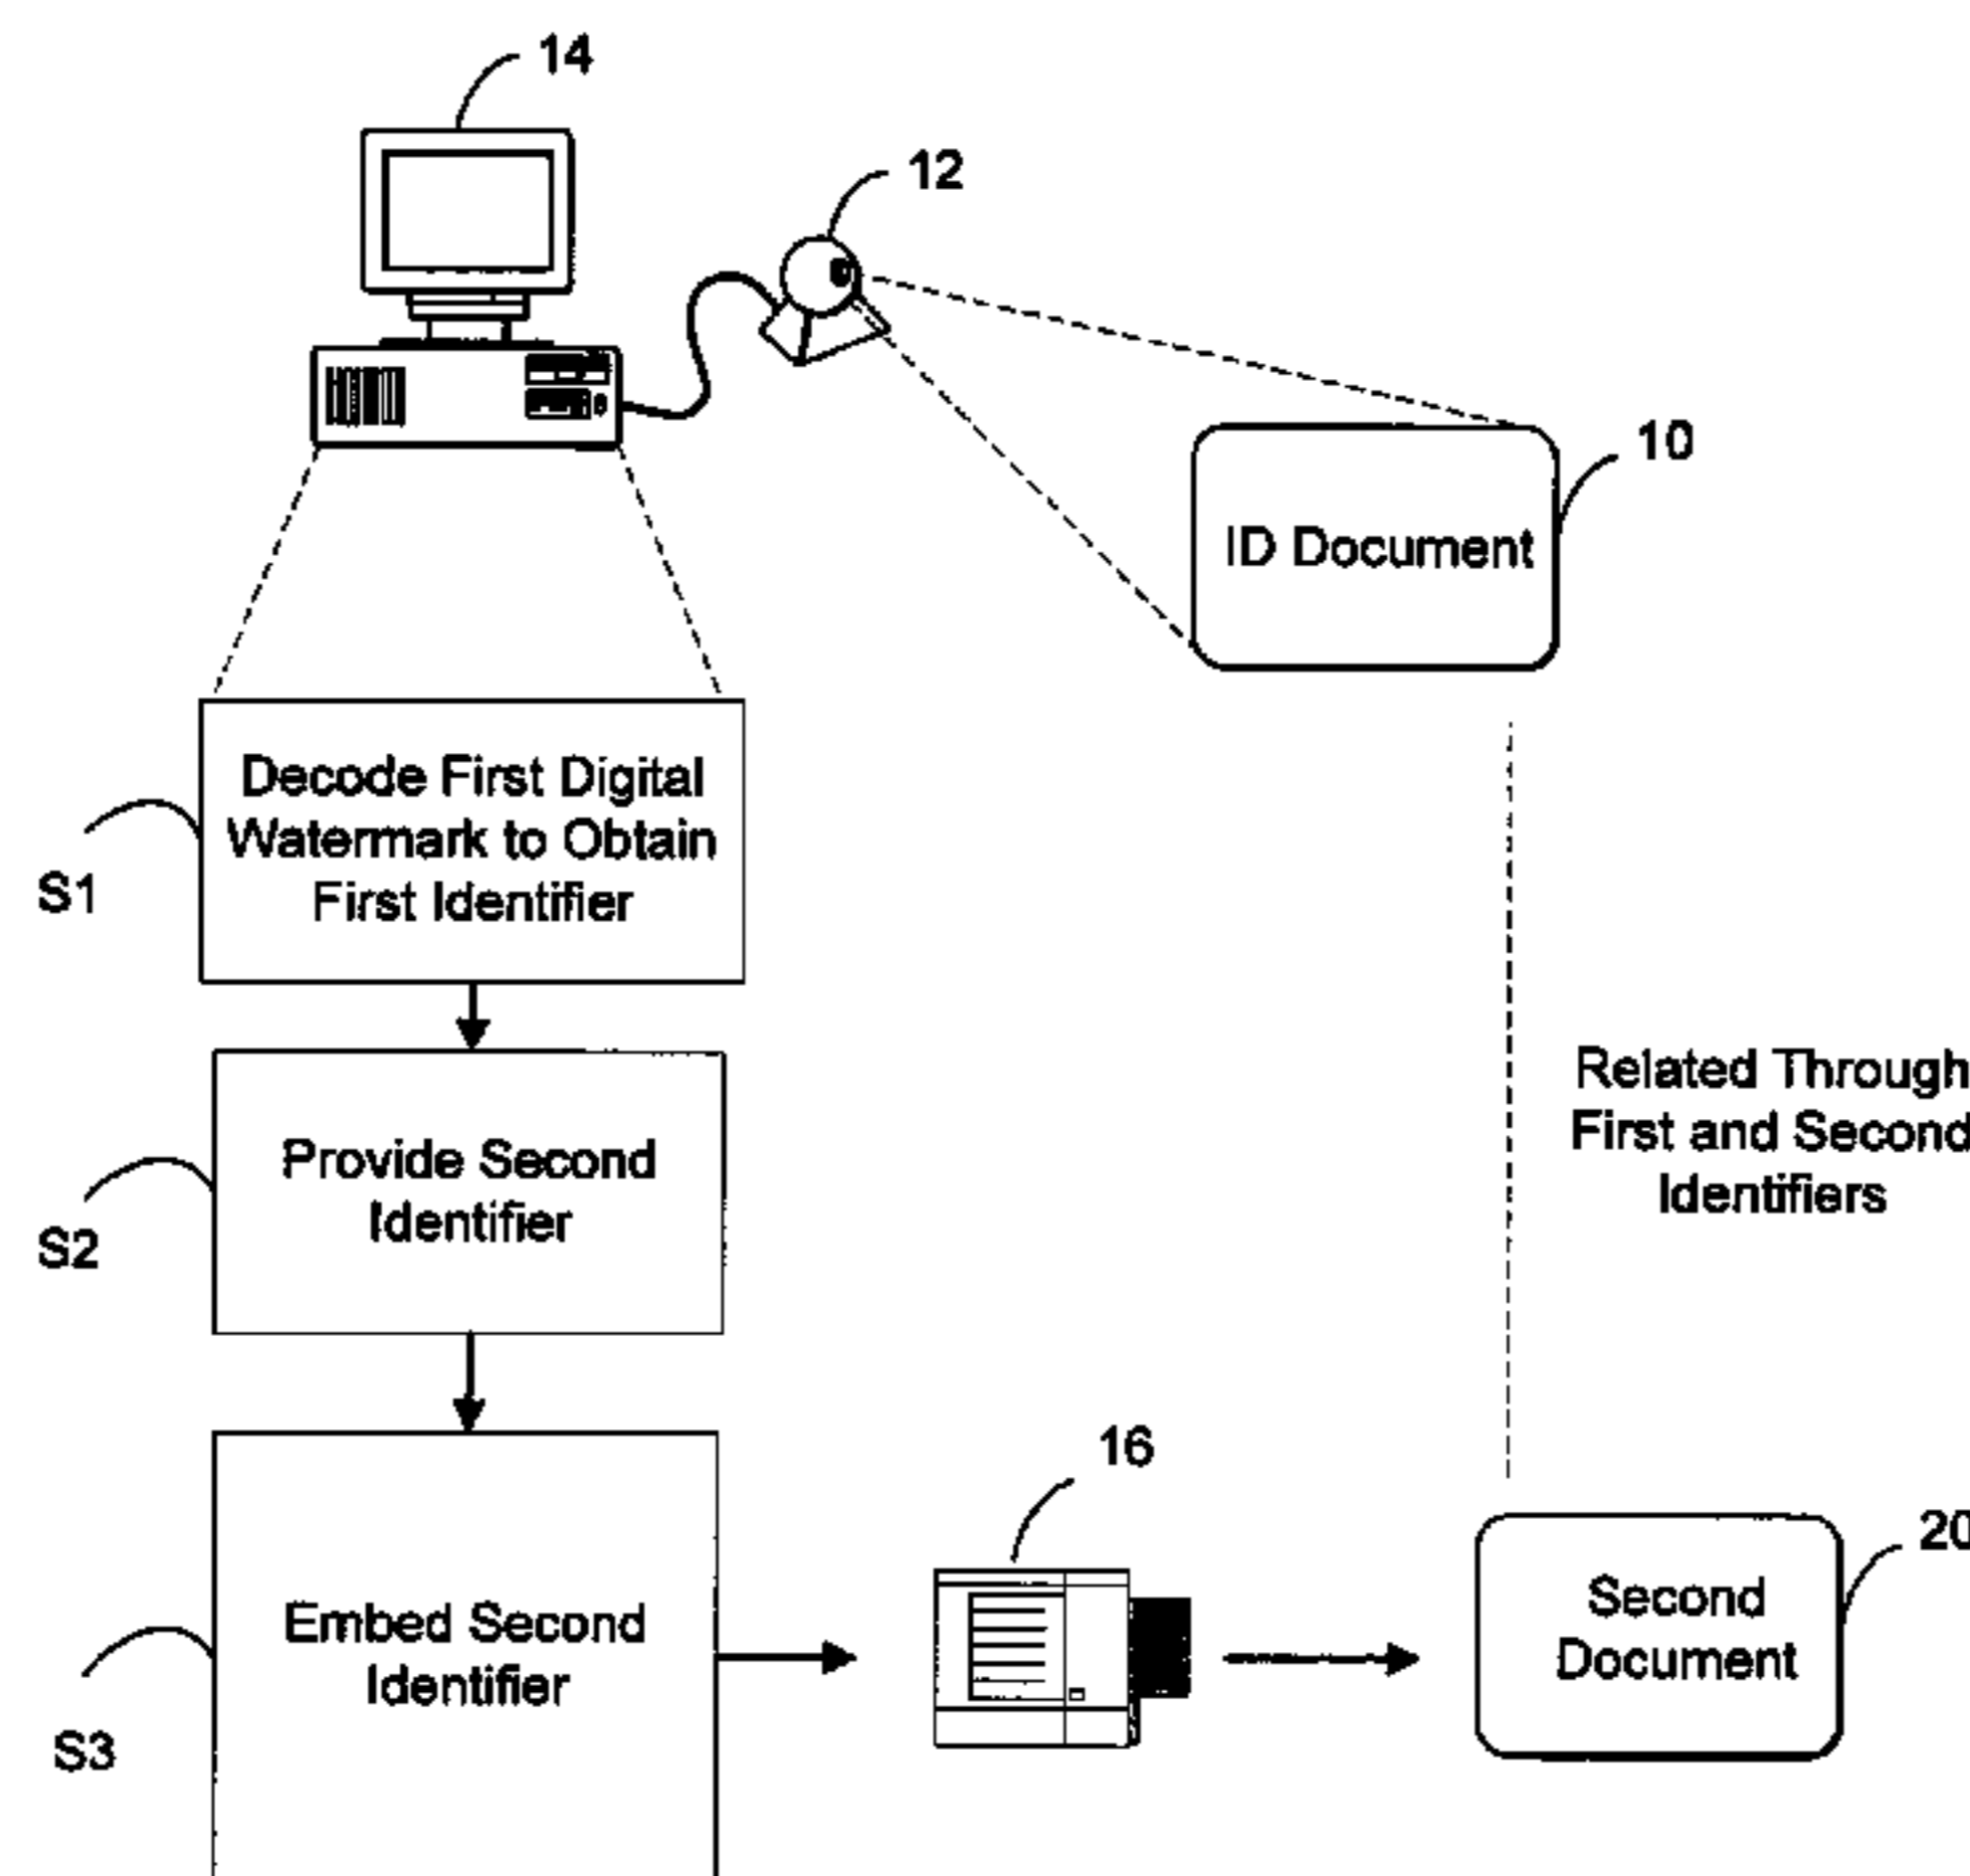 14
12
10
ID Document
Decode First Digital
Watermark to Obtain
First Identifier
S1
Related Through
First and Second
Identifiers
Provide Second
Identifier
S2
16
20
Second
Document
Embed Second
Identifier
S3